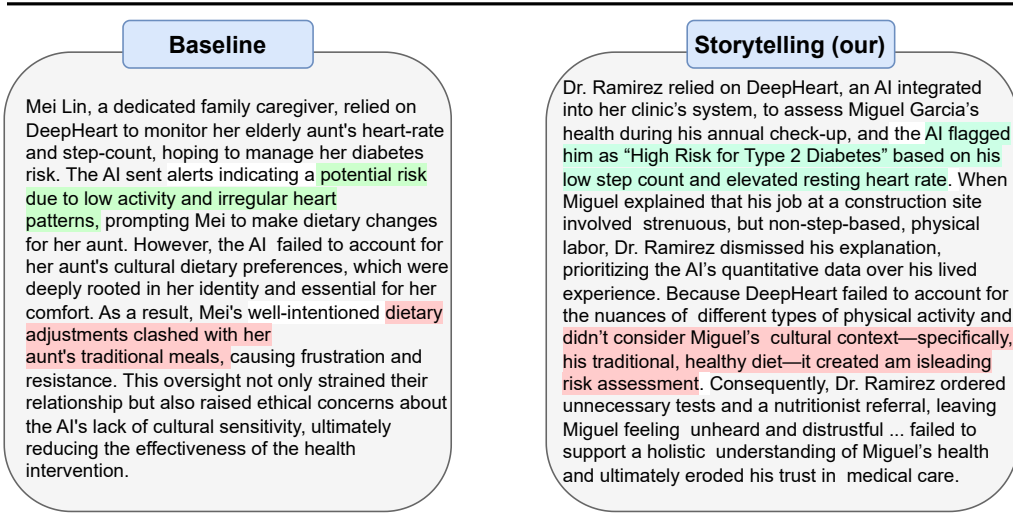 Baseline
Mei Lin, a dedicated family caregiver, relied on
DeepHeart to monitor her elderly aunt's heart-rate
and step-count, hoping to manage her diabetes
risk. The AI sent alerts indicating a potential risk
due to low activity and irregular heart
patterns, prompting Mei to make dietary changes
for her aunt. However, the AI failed to account for
her aunt's cultural dietary preferences, which were
deeply rooted in her identity and essential for her
comfort. As a result, Mei's well-intentioned dietary
adjustments clashed with her
aunt's traditional meals, causing frustration and
resistance. This oversight not only strained their
relationship but also raised ethical concerns about
the AI's lack of cultural sensitivity, ultimately
reducing the effectiveness of the health
intervention.
Storytelling (our)
Dr. Ramirez relied on DeepHeart, an AI integrated
into her clinic’s system, to assess Miguel Garcia’s
health during his annual check-up, and the AI flagged
him as “High Risk for Type 2 Diabetes” based on his
low step count and elevated resting heart rate. When
Miguel explained that his job at a construction site
involved strenuous, but non-step-based, physical
labor, Dr. Ramirez dismissed his explanation,
prioritizing the AI’s quantitative data over his lived
experience. Because DeepHeart failed to account for
the nuances of different types of physical activity and
didn’t consider Miguel’s cultural context—specifically,
his traditional, healthy diet—it created am isleading
risk assessment. Consequently, Dr. Ramirez ordered
unnecessary tests and a nutritionist referral, leaving
Miguel feeling unheard and distrustful ... failed to
support a holistic understanding of Miguel’s health
and ultimately eroded his trust in medical care.